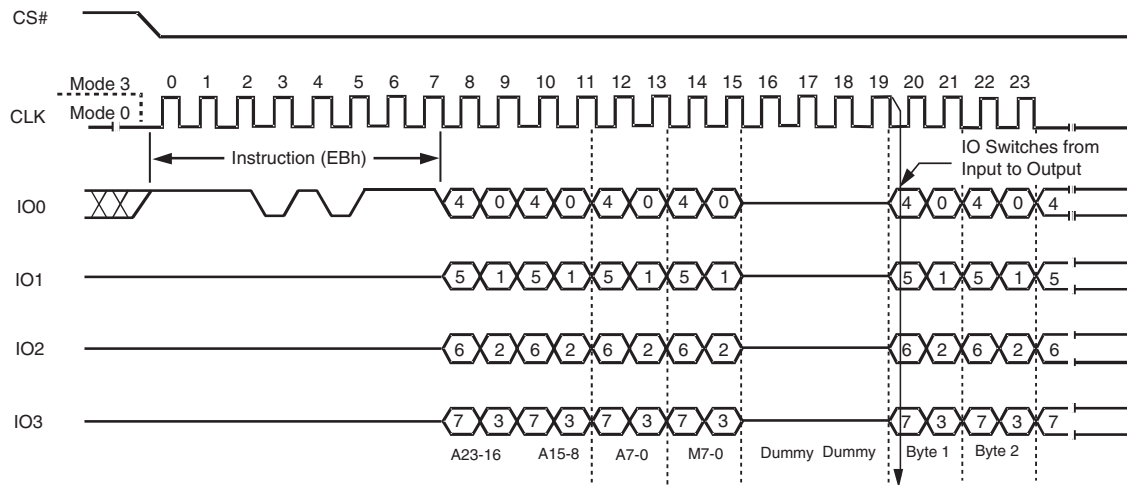 CS#
Mode 3
0 1 2 3 4 5 6 7 8 9 10 11 12 13 14 15 16 17 18 19 20 21 22 23
CLK
Mode 0
Instruction (EBh)
IO Switches from
Input to Output
IO0
4 0 4 0 4 0 4 0 4 0 4 0 4
IO1
5 1 5 1 5 1 5 1 5 1 5 1 5
IO2
6 2 6 2 6 2 6 2 6 2 6 2 6
IO3
7 3 7 3 7 3 7 3 7 3 7 3 7
A23-16 A15-8 A7-0 M7-0 Dummy Dummy Byte 1 Byte 2